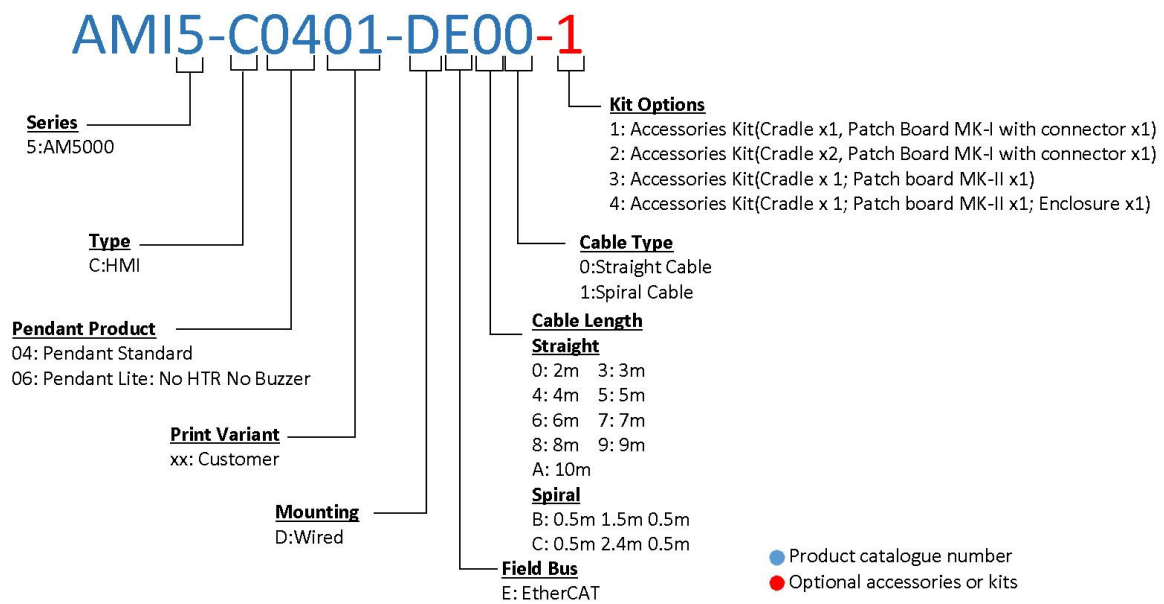 AMI5-C0401-DE00-1
Series
5:AM5000
Kit Options
1: Accessories Kit(Cradle x1, Patch Board MK-I with connector x1)
2: Accessories Kit(Cradle x2, Patch Board MK-I with connector x1)
3: Accessories Kit(Cradle x 1; Patch board MK-II x1)
4: Accessories Kit(Cradle x 1; Patch board MK-II x1; Enclosure x1)
Type
C:HMI
Cable Type
0:Straight Cable
1:Spiral Cable
Pendant Product
04: Pendant Standard
06: Pendant Lite: No HTR No Buzzer
Cable Length
Straight
0: 2m 3: 3m
4: 4m 5: 5m
6: 6m 7: 7m
8: 8m 9: 9m
A: 10m
Spiral
B: 0.5m 1.5m 0.5m
C: 0.5m 2.4m 0.5m
Print Variant
xx: Customer
Mounting
D:Wired
Field Bus
E: EtherCAT
Product catalogue number
Optional accessories or kits